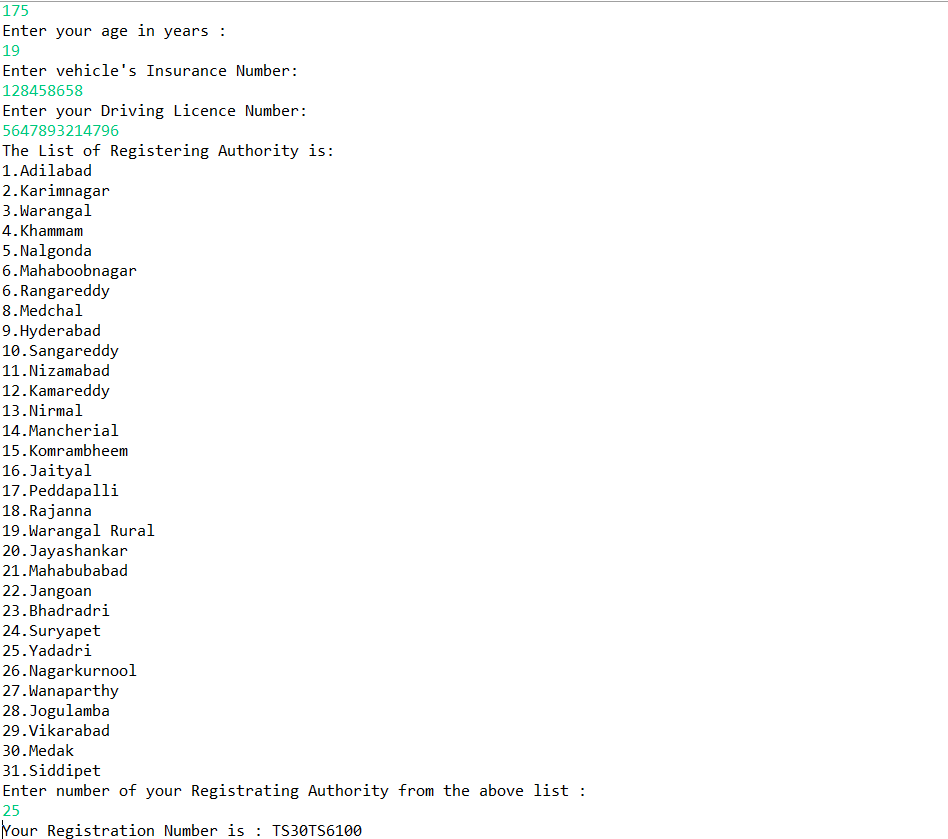 175
Enter your age in years :
19
Enter vehicle's Insurance Number:
128458658
Enter your Driving Licence Number:
5647893214796
The List of Registering Authority is:
1.Adilabad
2.Karimnagar
3.Warangal
4.Khammam
5.Nalgonda
6.Mahaboobnagar
6.Rangareddy
8.Medchal
9.Hyderabad
10.Sangareddy
11.Nizamabad
12.Kamareddy
13.Nirmal
14.Mancherial
15.Komrambheem
16.Jaityal
17.Peddapalli
18.Rajanna
19.Warangal Rural
20.Jayashankar
21.Mahabubabad
22.Jangoan
23.Bhadradri
24.Suryapet
25.Yadadri
26.Nagarkurnool
27.Wanaparthy
28.Jogulamba
29.Vikarabad
30.Medak
31.Siddipet
Enter number of your Registrating Authority from the above list :
25
Your Registration Number is : TS30TS6100